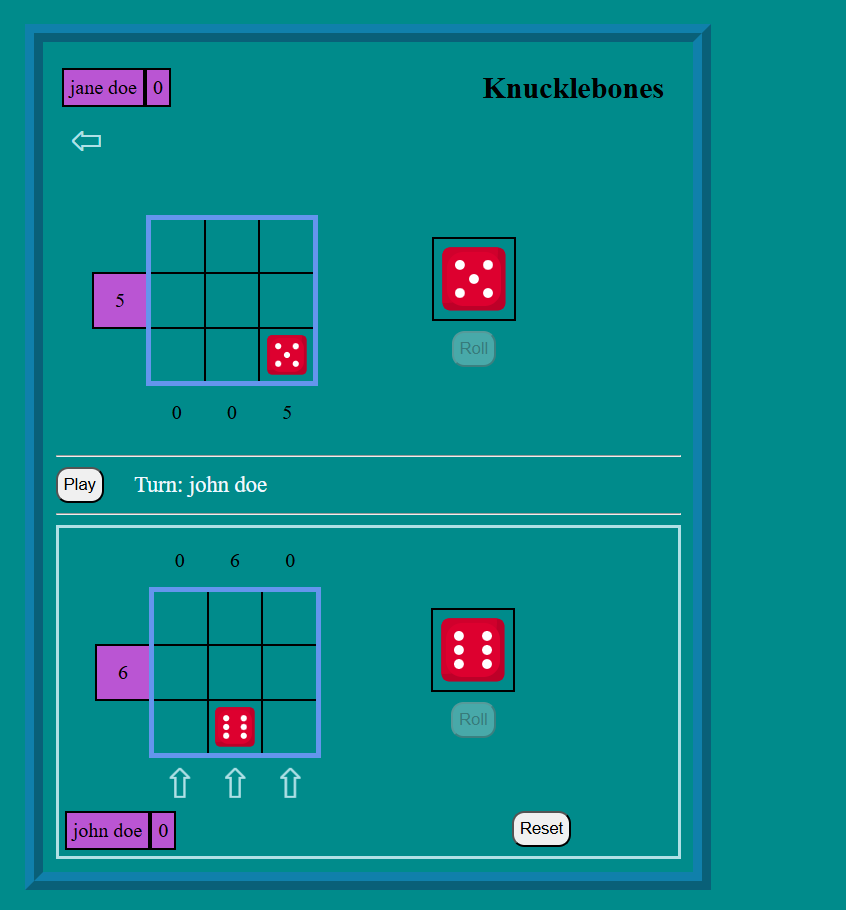 jane doe 0
Knucklebones
5
Roll
0 0 5
Play
Turn: john doe
0 6 0
6
Roll
john doe 0
Reset